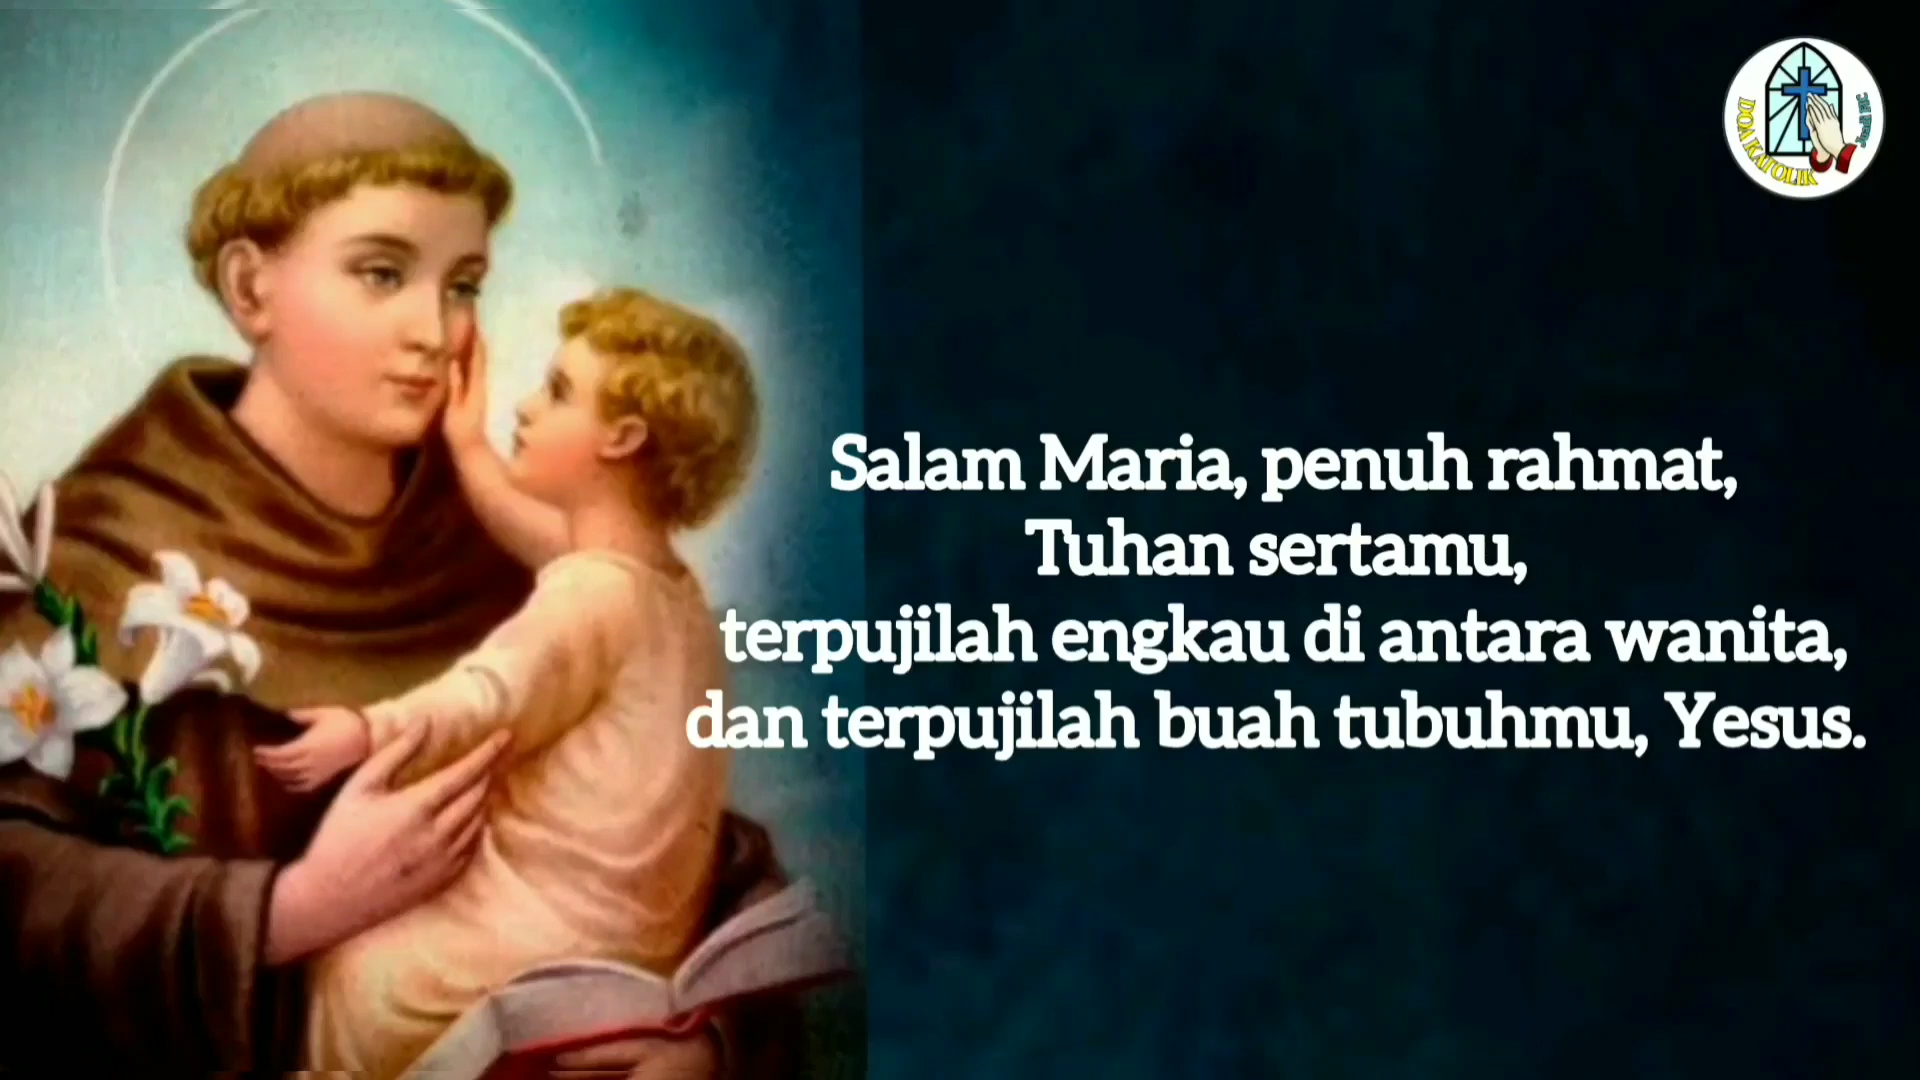 Salam Maria, penuh rahmat,
Tuhan sertamu,
terpujilah engkau di antara wanita,
dan terpujilah buah tubuhmu, Yesus.
DOA KATOLIK